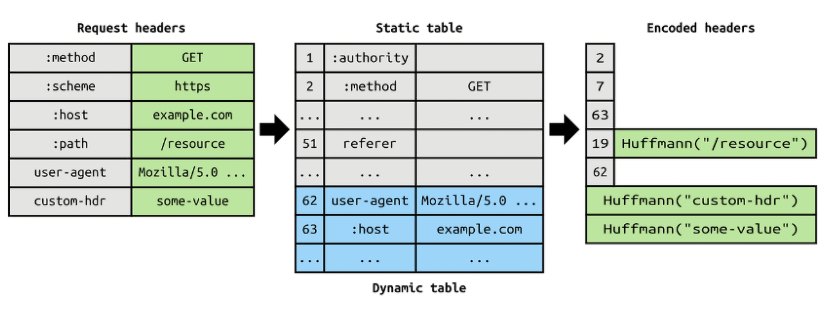 Request headers
:method GET
:scheme https
:host example.com
:path /resource
user-agent Mozilla/5.0 ...
custom-hdr some-value
Static table
1 :authority
2 :method GET
... ... ...
51 referer
... ... ...
62 user-agent Mozilla/5.0 ...
63 :host example.com
... ... ...
Dynamic table
Encoded headers
2
7
63
19 Huffmann("/resource")
62
Huffmann("custom-hdr")
Huffmann("some-value")